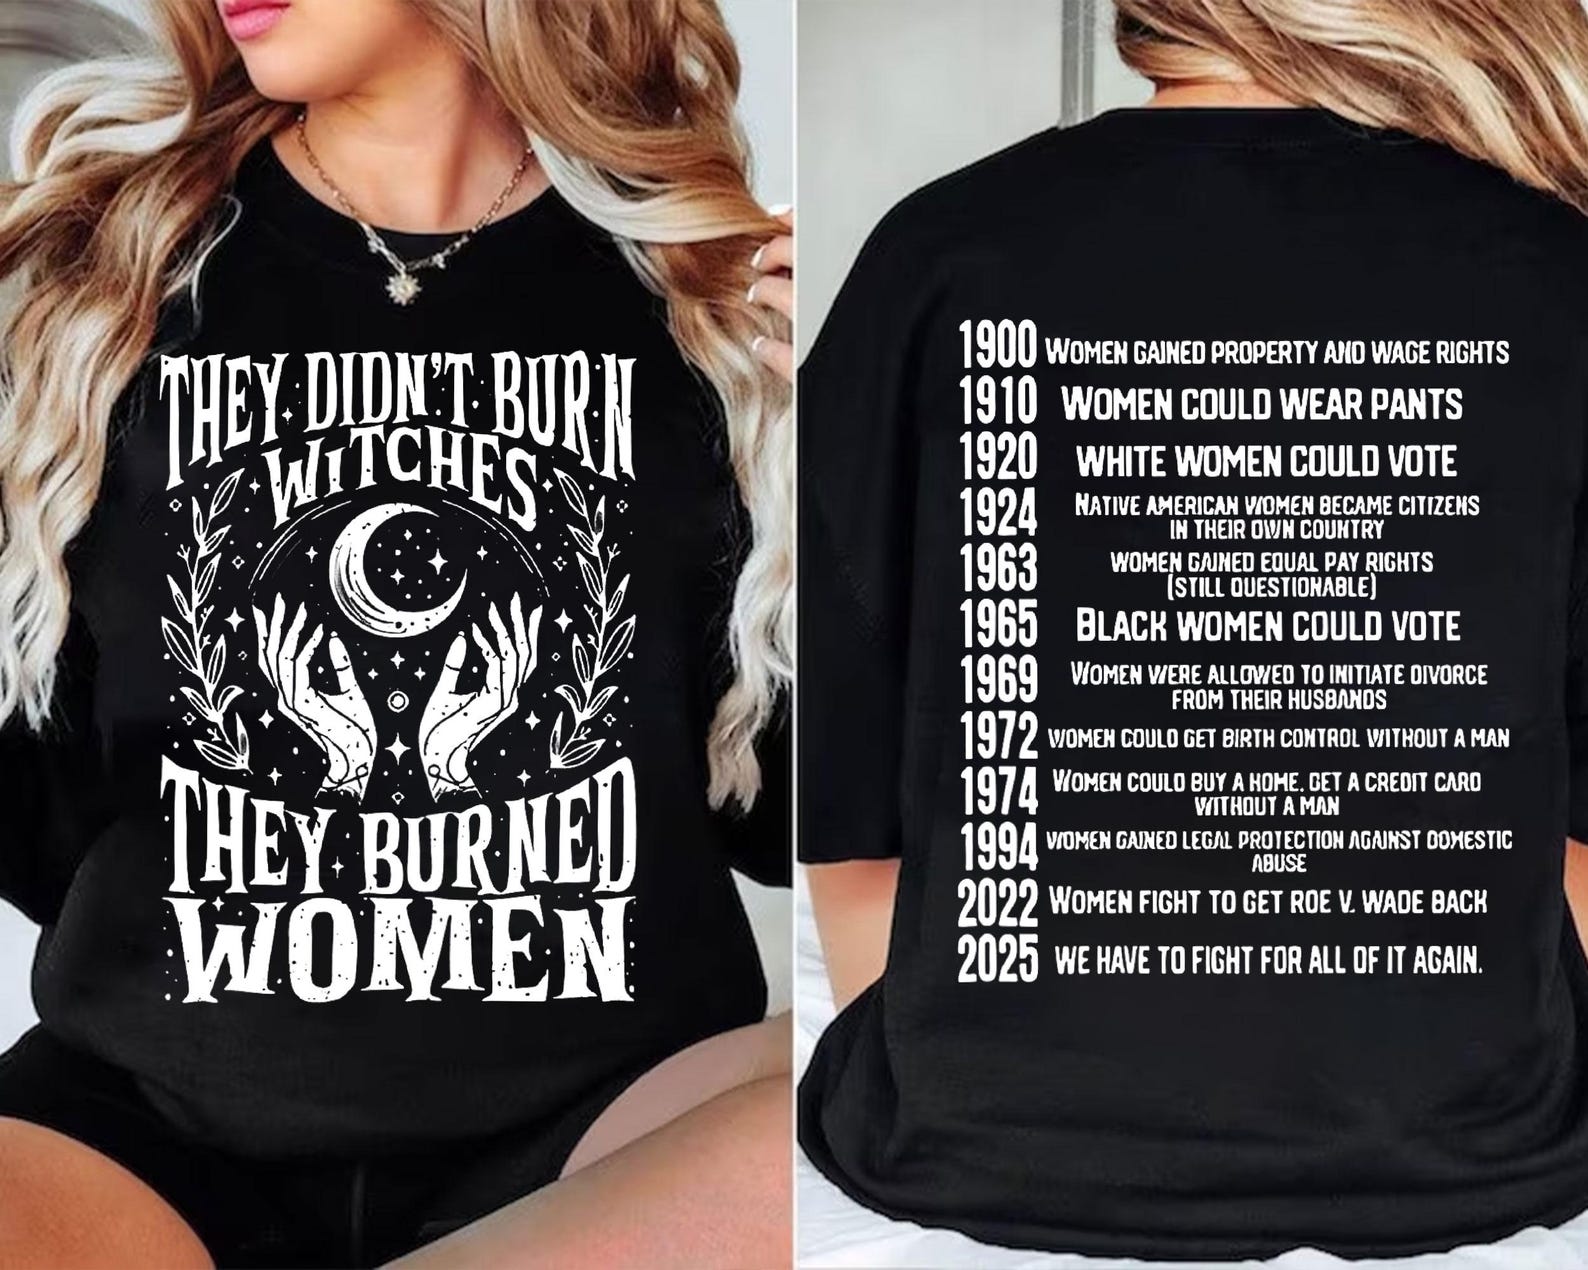 THEY DIDN'T BURN
WITCHES
THEY BURNED
WOMEN
1900 WOMEN GAINED PROPERTY AND WAGE RIGHTS
1910 WOMEN COULD WEAR PANTS
1920 WHITE WOMEN COULD VOTE
1924 NATIVE AMERICAN WOMEN BECAME CITIZENS
IN THEIR OWN COUNTRY
1963 WOMEN GAINED EQUAL PAY RIGHTS
(STILL QUESTIONABLE)
1965 BLACK WOMEN COULD VOTE
1969 WOMEN WERE ALLOWED TO INITIATE DIVORCE
FROM THEIR HUSBANDS
1972 WOMEN COULD GET BIRTH CONTROL WITHOUT A MAN
1974 WOMEN COULD BUY A HOME. GET A CREDIT CARD
WITHOUT A MAN
1994 WOMEN GAINED LEGAL PROTECTION AGAINST DOMESTIC
ABUSE
2022 WOMEN FIGHT TO GET ROE V. WADE BACK
2025 WE HAVE TO FIGHT FOR ALL OF IT AGAIN.